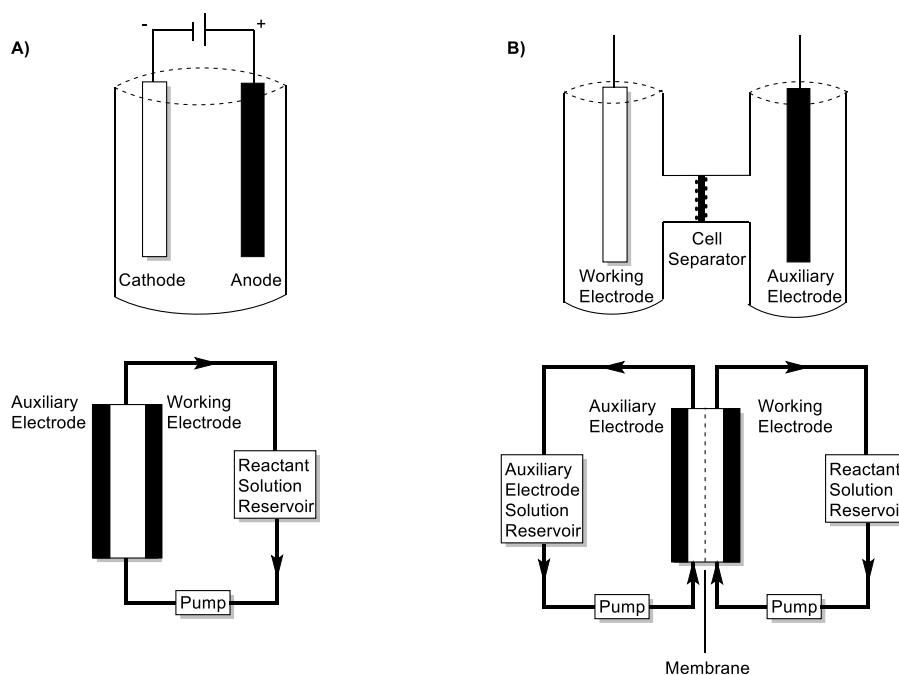 A)
-
+
Cathode
Anode
B)
Cell
Separator
Working
Electrode
Auxiliary
Electrode
Auxiliary
Electrode
Working
Electrode
Reactant
Solution
Reservoir
Pump
Auxiliary
Electrode
Working
Electrode
Auxiliary
Electrode
Solution
Reservoir
Reactant
Solution
Reservoir
Pump
Pump
Membrane